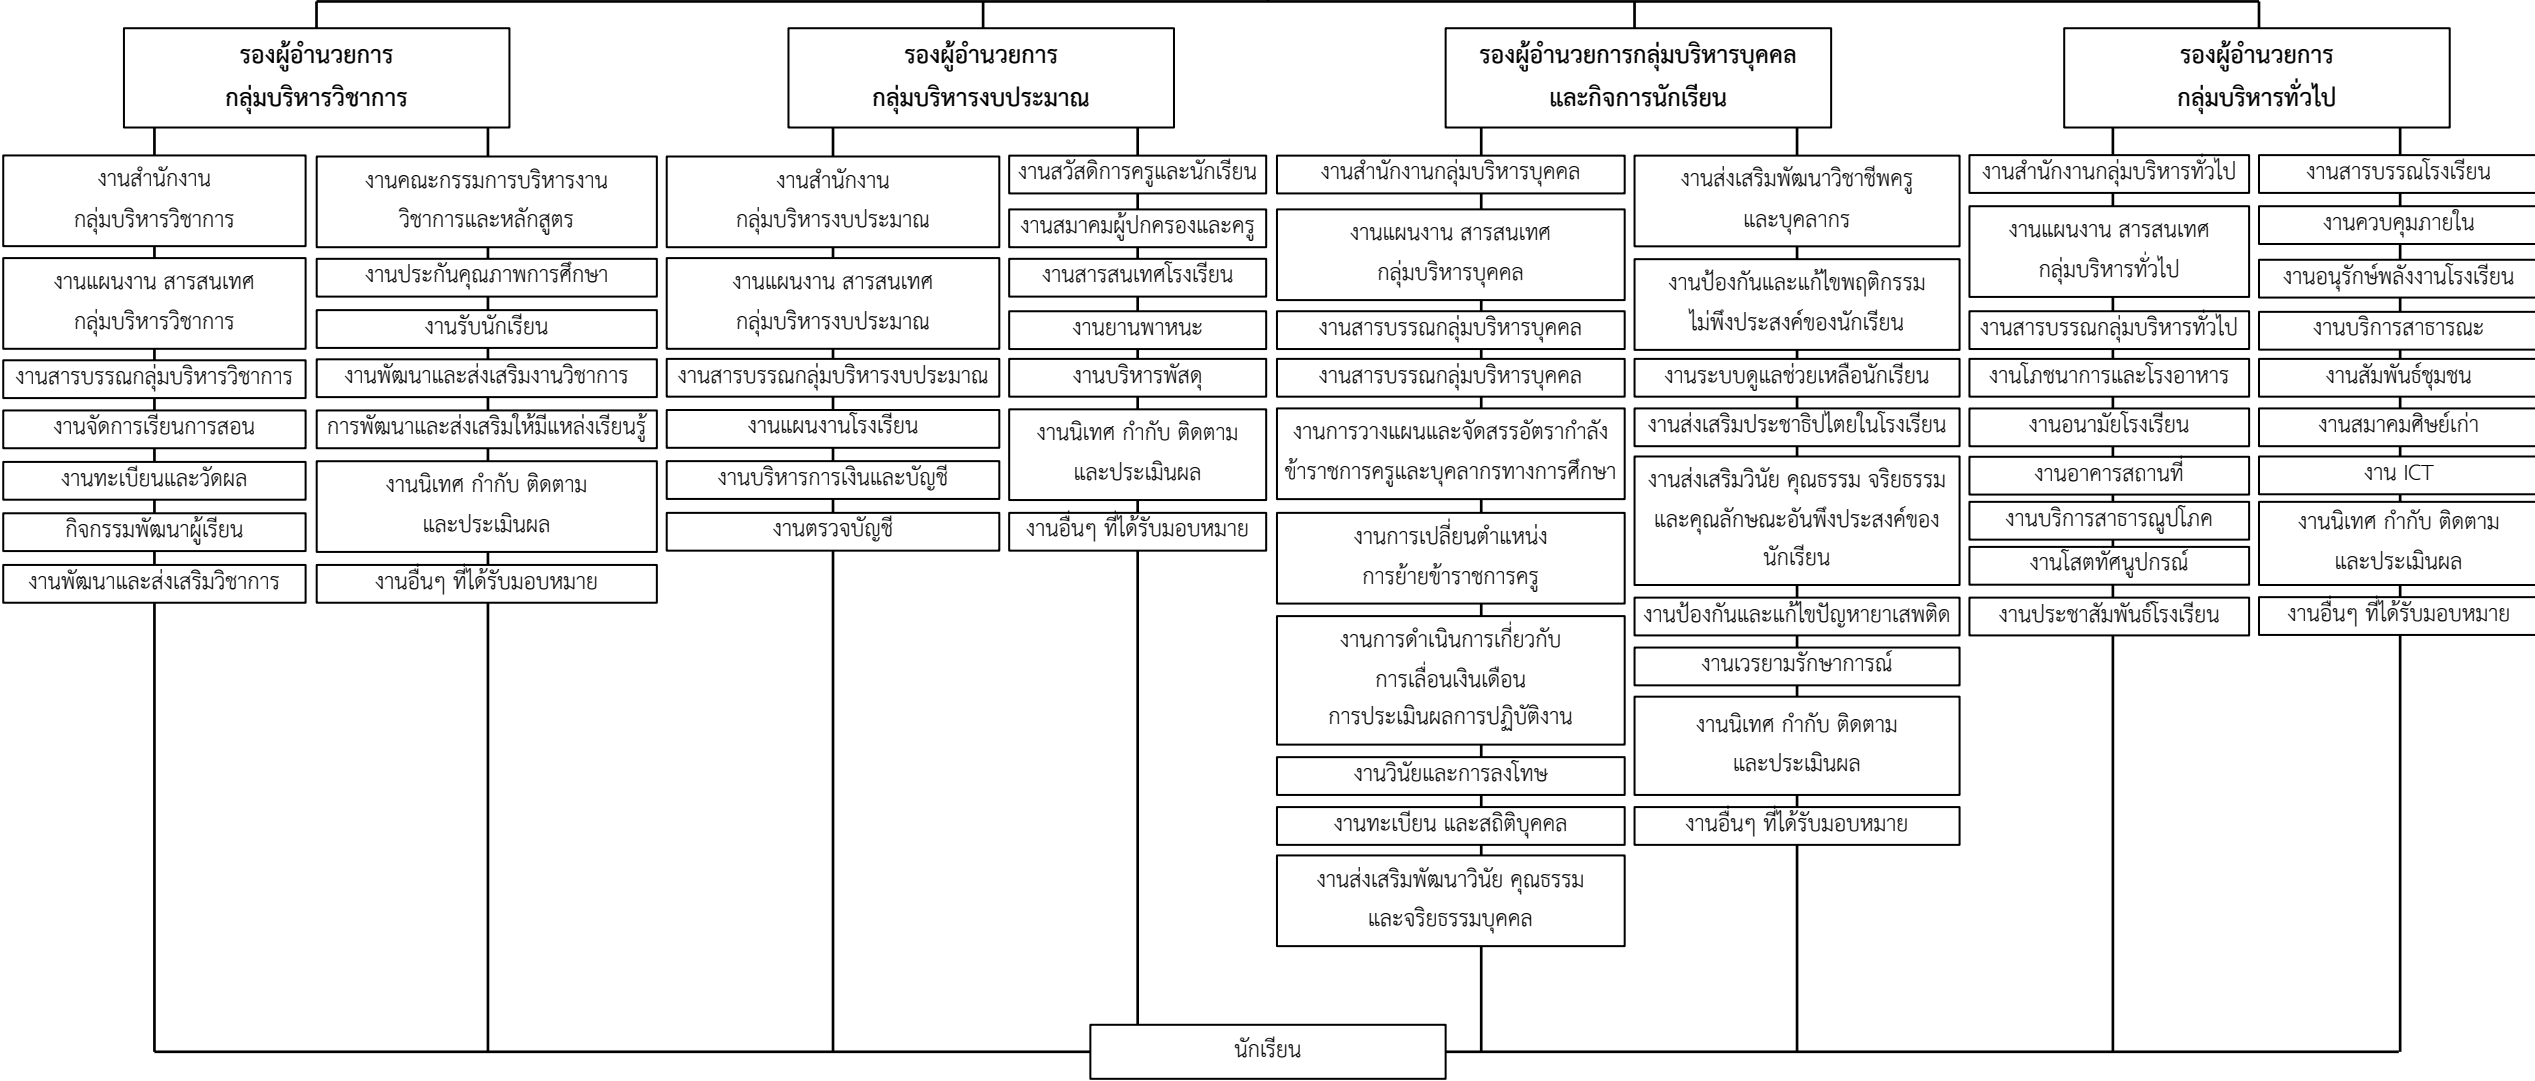 รองผู้อำนวยการ
กลุ่มบริหารวิชาการ
งานสำนักงาน
กลุ่มบริหารวิชาการ
งานแผนงาน สารสนเทศ
กลุ่มบริหารวิชาการ
งานสารบรรณกลุ่มบริหารวิชาการ
งานจัดการเรียนการสอน
งานทะเบียนและวัดผล
กิจกรรมพัฒนาผู้เรียน
งานพัฒนาและส่งเสริมวิชาการ
งานคณะกรรมการบริหารงาน
วิชาการและหลักสูตร
งานประกันคุณภาพการศึกษา
งานรับนักเรียน
งานพัฒนาและส่งเสริมงานวิชาการ
การพัฒนาและส่งเสริมให้มีแหล่งเรียนรู้
งานนิเทศ กำกับ ติดตาม
และประเมินผล
งานอื่นๆ ที่ได้รับมอบหมาย
รองผู้อำนวยการ
กลุ่มบริหารงบประมาณ
งานสำนักงาน
กลุ่มบริหารงบประมาณ
งานแผนงาน สารสนเทศ
กลุ่มบริหารงบประมาณ
งานสารบรรณกลุ่มบริหารงบประมาณ
งานแผนงานโรงเรียน
งานบริหารการเงินและบัญชี
งานตรวจบัญชี
งานสวัสดิการครูและนักเรียน
งานสมาคมผู้ปกครองและครู
งานสารสนเทศโรงเรียน
งานยานพาหนะ
งานบริหารพัสดุ
งานนิเทศ กำกับ ติดตาม
และประเมินผล
งานอื่นๆ ที่ได้รับมอบหมาย
รองผู้อำนวยการกลุ่มบริหารบุคคล
และกิจการนักเรียน
งานสำนักงานกลุ่มบริหารบุคคล
งานแผนงาน สารสนเทศ
กลุ่มบริหารบุคคล
งานสารบรรณกลุ่มบริหารบุคคล
งานสารบรรณกลุ่มบริหารบุคคล
งานการวางแผนและจัดสรรอัตรากำลัง
ข้าราชการครูและบุคลากรทางการศึกษา
งานการเปลี่ยนตำแหน่ง
การย้ายข้าราชการครู
งานการดำเนินการเกี่ยวกับ
การเลื่อนเงินเดือน
การประเมินผลการปฏิบัติงาน
งานวินัยและการลงโทษ
งานทะเบียน และสถิติบุคคล
งานส่งเสริมพัฒนาวินัย คุณธรรม
และจริยธรรมบุคคล
งานส่งเสริมพัฒนาวิชาชีพครู
และบุคลากร
งานป้องกันและแก้ไขพฤติกรรม
ไม่พึงประสงค์ของนักเรียน
งานระบบดูแลช่วยเหลือนักเรียน
งานส่งเสริมประชาธิปไตยในโรงเรียน
งานส่งเสริมวินัย คุณธรรม จริยธรรม
และคุณลักษณะอันพึงประสงค์ของ
นักเรียน
งานป้องกันและแก้ไขปัญหายาเสพติด
งานเวรยามรักษาการณ์
งานนิเทศ กำกับ ติดตาม
และประเมินผล
งานอื่นๆ ที่ได้รับมอบหมาย
รองผู้อำนวยการ
กลุ่มบริหารทั่วไป
งานสำนักงานกลุ่มบริหารทั่วไป
งานแผนงาน สารสนเทศ
กลุ่มบริหารทั่วไป
งานสารบรรณกลุ่มบริหารทั่วไป
งานโภชนาการและโรงอาหาร
งานอนามัยโรงเรียน
งานอาคารสถานที่
งานบริการสาธารณูปโภค
งานโสตทัศนูปกรณ์
งานประชาสัมพันธ์โรงเรียน
งานสารบรรณโรงเรียน
งานควบคุมภายใน
งานอนุรักษ์พลังงานโรงเรียน
งานบริการสาธารณะ
งานสัมพันธ์ชุมชน
งานสมาคมศิษย์เก่า
งาน ICT
งานนิเทศ กำกับ ติดตาม
และประเมินผล
งานอื่นๆ ที่ได้รับมอบหมาย
นักเรียน